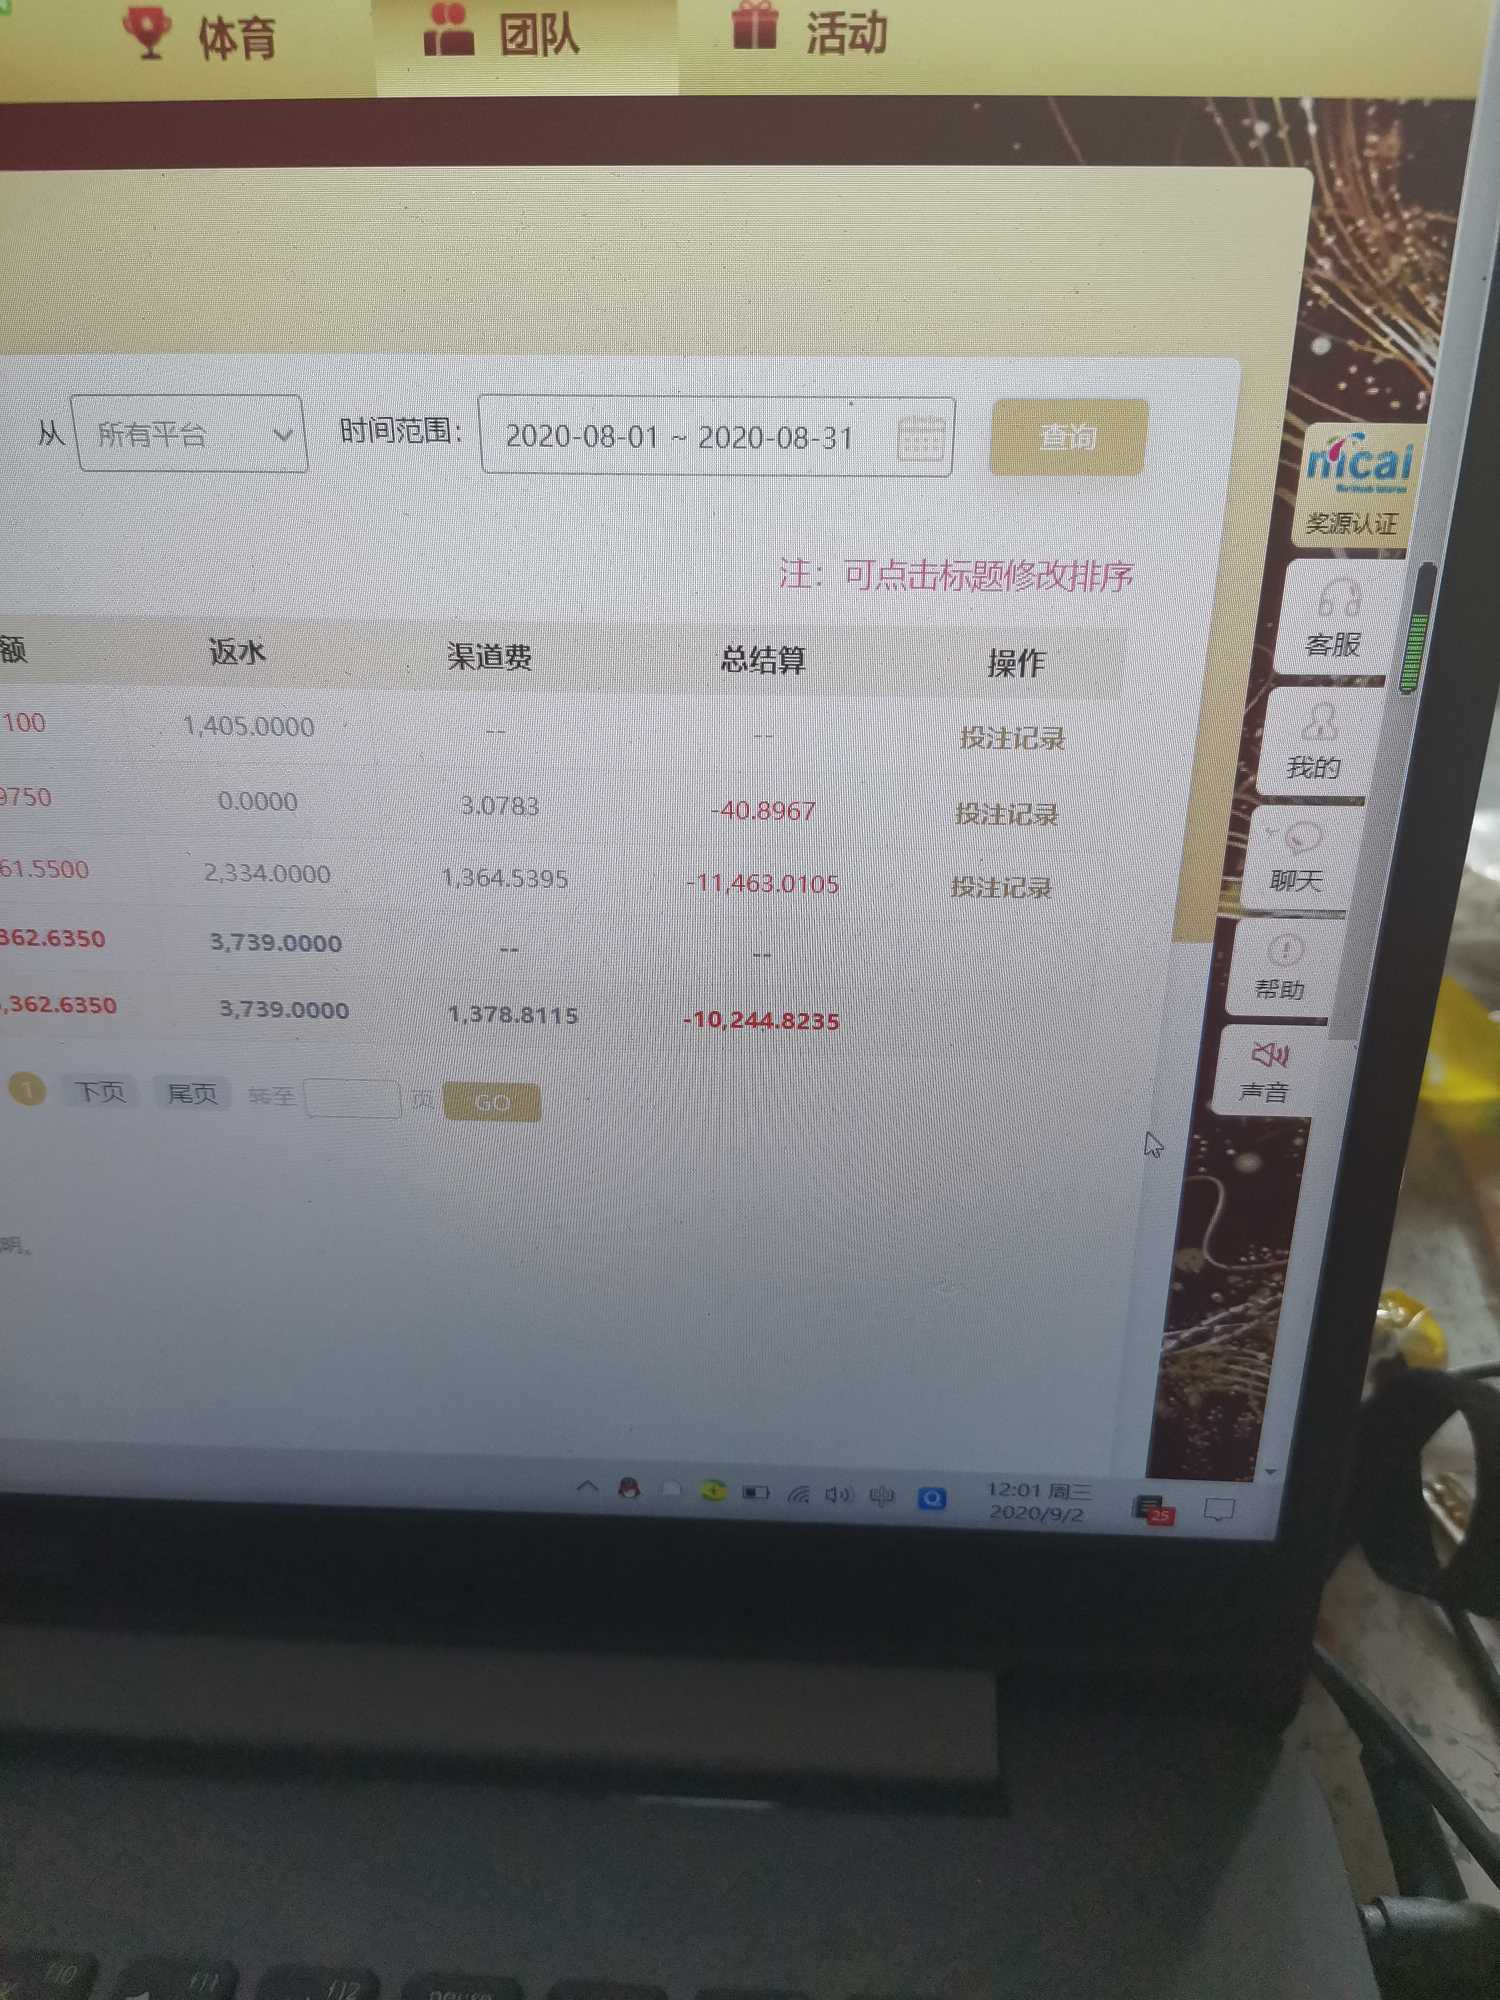 体育 团队 活动
从 所有平台 时间范围： 2020-08-01 ~ 2020-08-31 查询
nicai
奖源认证
注：可点击标题修改排序
客服
额 返水 渠道费 总结算 操作
100 1,405.0000 -- -- 投注记录
我的
9750 0.0000 3.0783 -40.8967 投注记录
61.5500 2,334.0000 1,364.5395 -11,463.0105 投注记录
聊天
362.6350 3,739.0000 -- --
帮助
,362.6350 3,739.0000 1,378.8115 -10,244.8235
声音
1 下页 尾页 转至 页 GO
明。
中 12:01 周三
2020/9/2
25
f10 f11 f12 pause